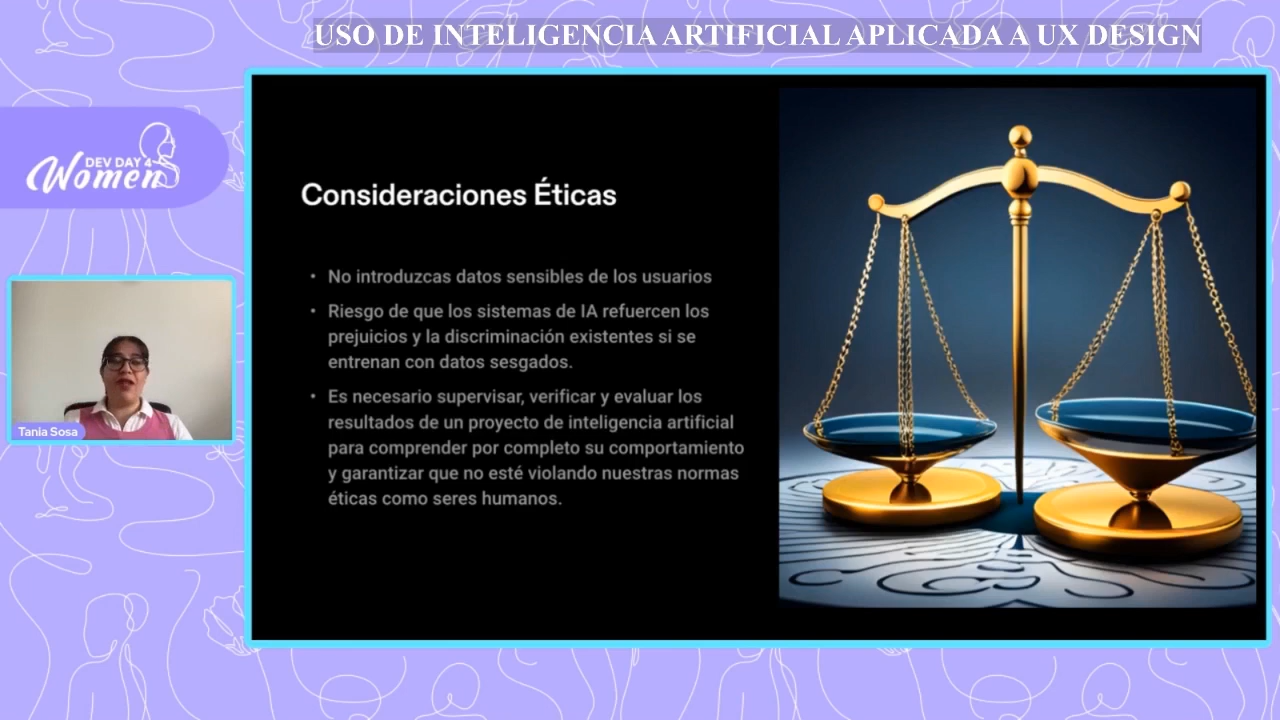 USO DE INTELIGENCIA ARTIFICIAL APLICADA A UX DESIGN
DEV DAY 4
Women
Tania Sosa
Consideraciones Éticas
• No introduzcas datos sensibles de los usuarios
• Riesgo de que los sistemas de IA refuercen los
prejuicios y la discriminación existentes si se
entrenan con datos sesgados.
• Es necesario supervisar, verificar y evaluar los
resultados de un proyecto de inteligencia artificial
para comprender por completo su comportamiento
y garantizar que no esté violando nuestras normas
éticas como seres humanos.